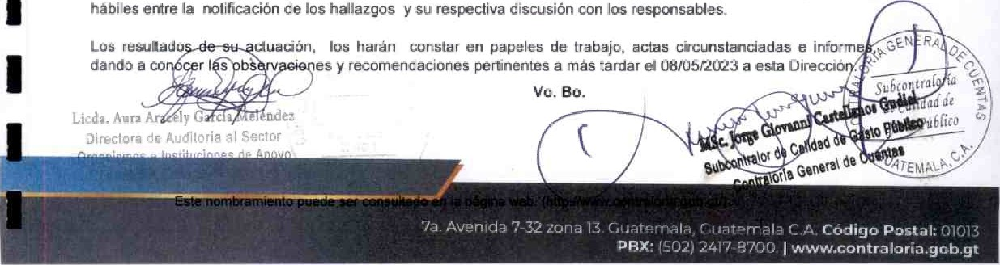 hábiles entre la notificación de los hallazgos y su respectiva discusión con los responsables.
Los resultados de su actuación, los harán constar en papeles de trabajo, actas circunstanciadas e informes
dando a conocer las observaciones y recomendaciones pertinentes a más tardar el 08/05/2023 a esta Dirección.
Vo. Bo.
Licda. Aura Aracely García Meléndez
Directora de Auditoría al Sector
Organismos e Instituciones de Apoyo
MSc. Jorge Giovanni Castellanos Gudiel
Subcontralor de Calidad de Gasto Público
Contraloría General de Cuentas
CONTRALORÍA GENERAL DE CUENTAS
Subcontraloría
de Calidad de
Público
GUATEMALA, C.A.
Este nombramiento puede ser consultado en la página web: (http://www.contraloria.gob.gt/)
7a. Avenida 7-32 zona 13. Guatemala, Guatemala C.A. Código Postal: 01013
PBX: (502) 2417-8700. | www.contraloria.gob.gt